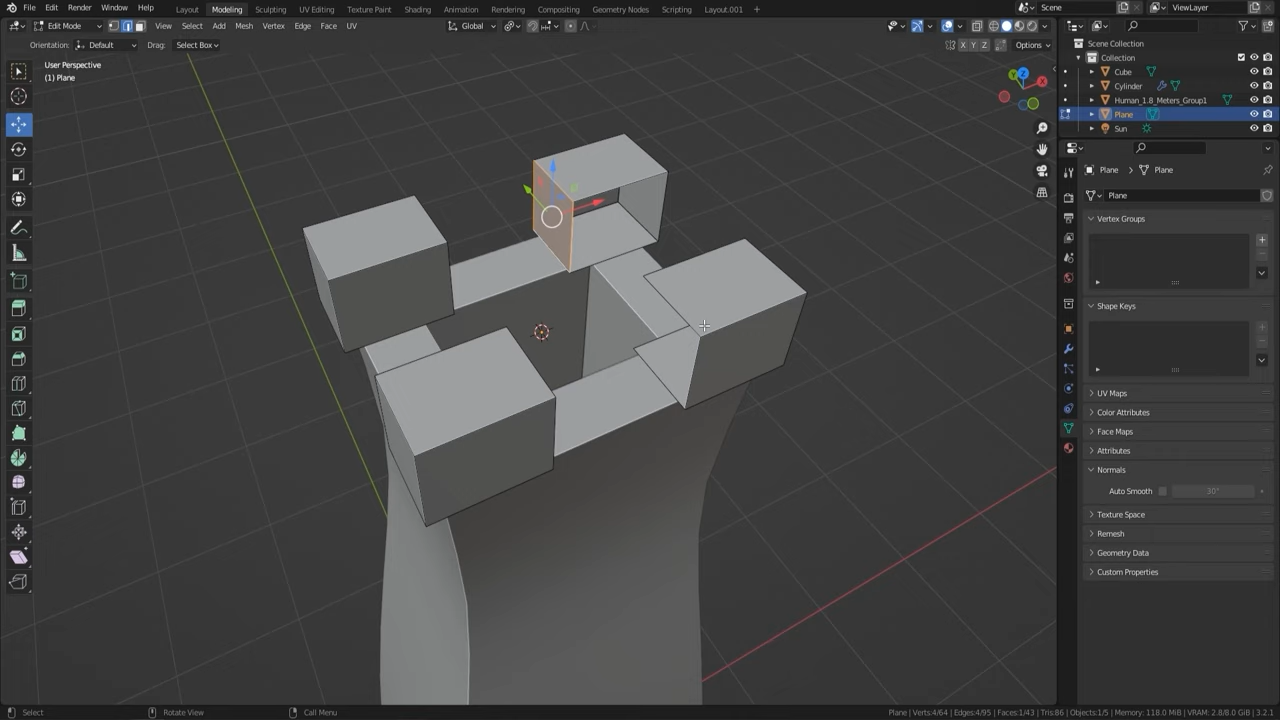 File Edit Render Window Help Layout Modeling Sculpting UV Editing Texture Paint Shading Animation Rendering Compositing Geometry Nodes Scripting Layout.001 + Scene ViewLayer
Edit Mode View Select Add Mesh Vertex Edge Face UV Global
Orientation: Default Drag: Select Box X Y Z Options
User Perspective
(1) Plane
Z
Y
X
Scene Collection
Collection
Cube
Cylinder
Human_1.8_Meters_Group1
Plane
Sun
Plane Plane
Plane
Vertex Groups
Shape Keys
UV Maps
Color Attributes
Face Maps
Attributes
Normals
Auto Smooth 30°
Texture Space
Remesh
Geometry Data
Custom Properties
Select Rotate View Call Menu Plane | Verts:4/64 | Edges:4/95 | Faces:1/43 | Tris:86 | Objects:1/5 | Memory: 118.0 MiB | VRAM: 2.8/8.0 GiB | 3.2.1